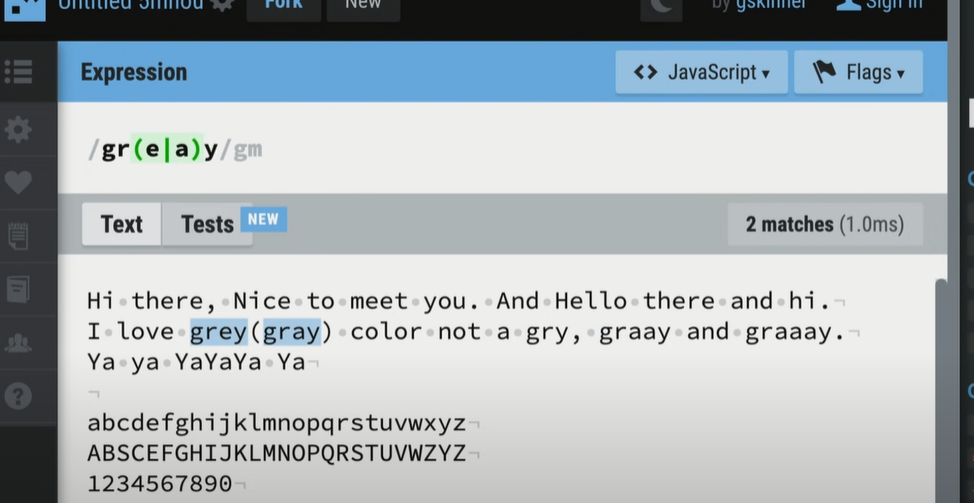 Fork
New
by gskinner
Sign in
Expression
<> JavaScript ▾
Flags ▾
/gr(e|a)y/gm
Text
Tests
NEW
2 matches (1.0ms)
Hi there, Nice to meet you. And Hello there and hi.
I love grey(gray) color not a gry, graay and graaay.
Ya ya YaYaYa Ya
abcdefghijklmnopqrstuvwxyz
ABSCEFGHIJKLMNOPQRSTUVWZYZ
1234567890